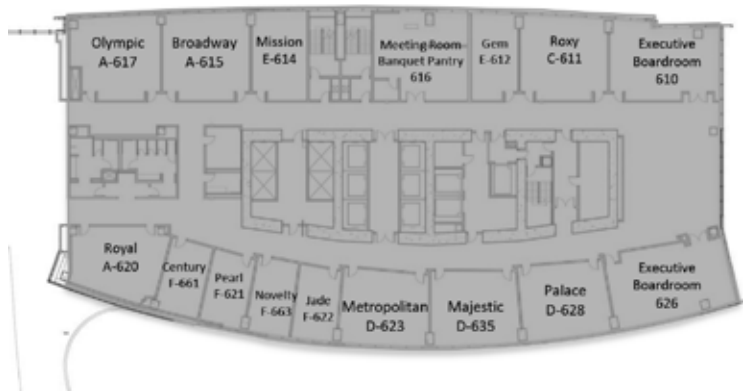 Olympic
A-617
Broadway
A-615
Mission
E-614
Meeting Room-
Banquet Pantry
616
Gem
E-612
Roxy
C-611
Executive
Boardroom
610
Royal
A-620
Century
F-661
Pearl
F-621
Novelty
F-663
Jade
F-622
Metropolitan
D-623
Majestic
D-635
Palace
D-628
Executive
Boardroom
626